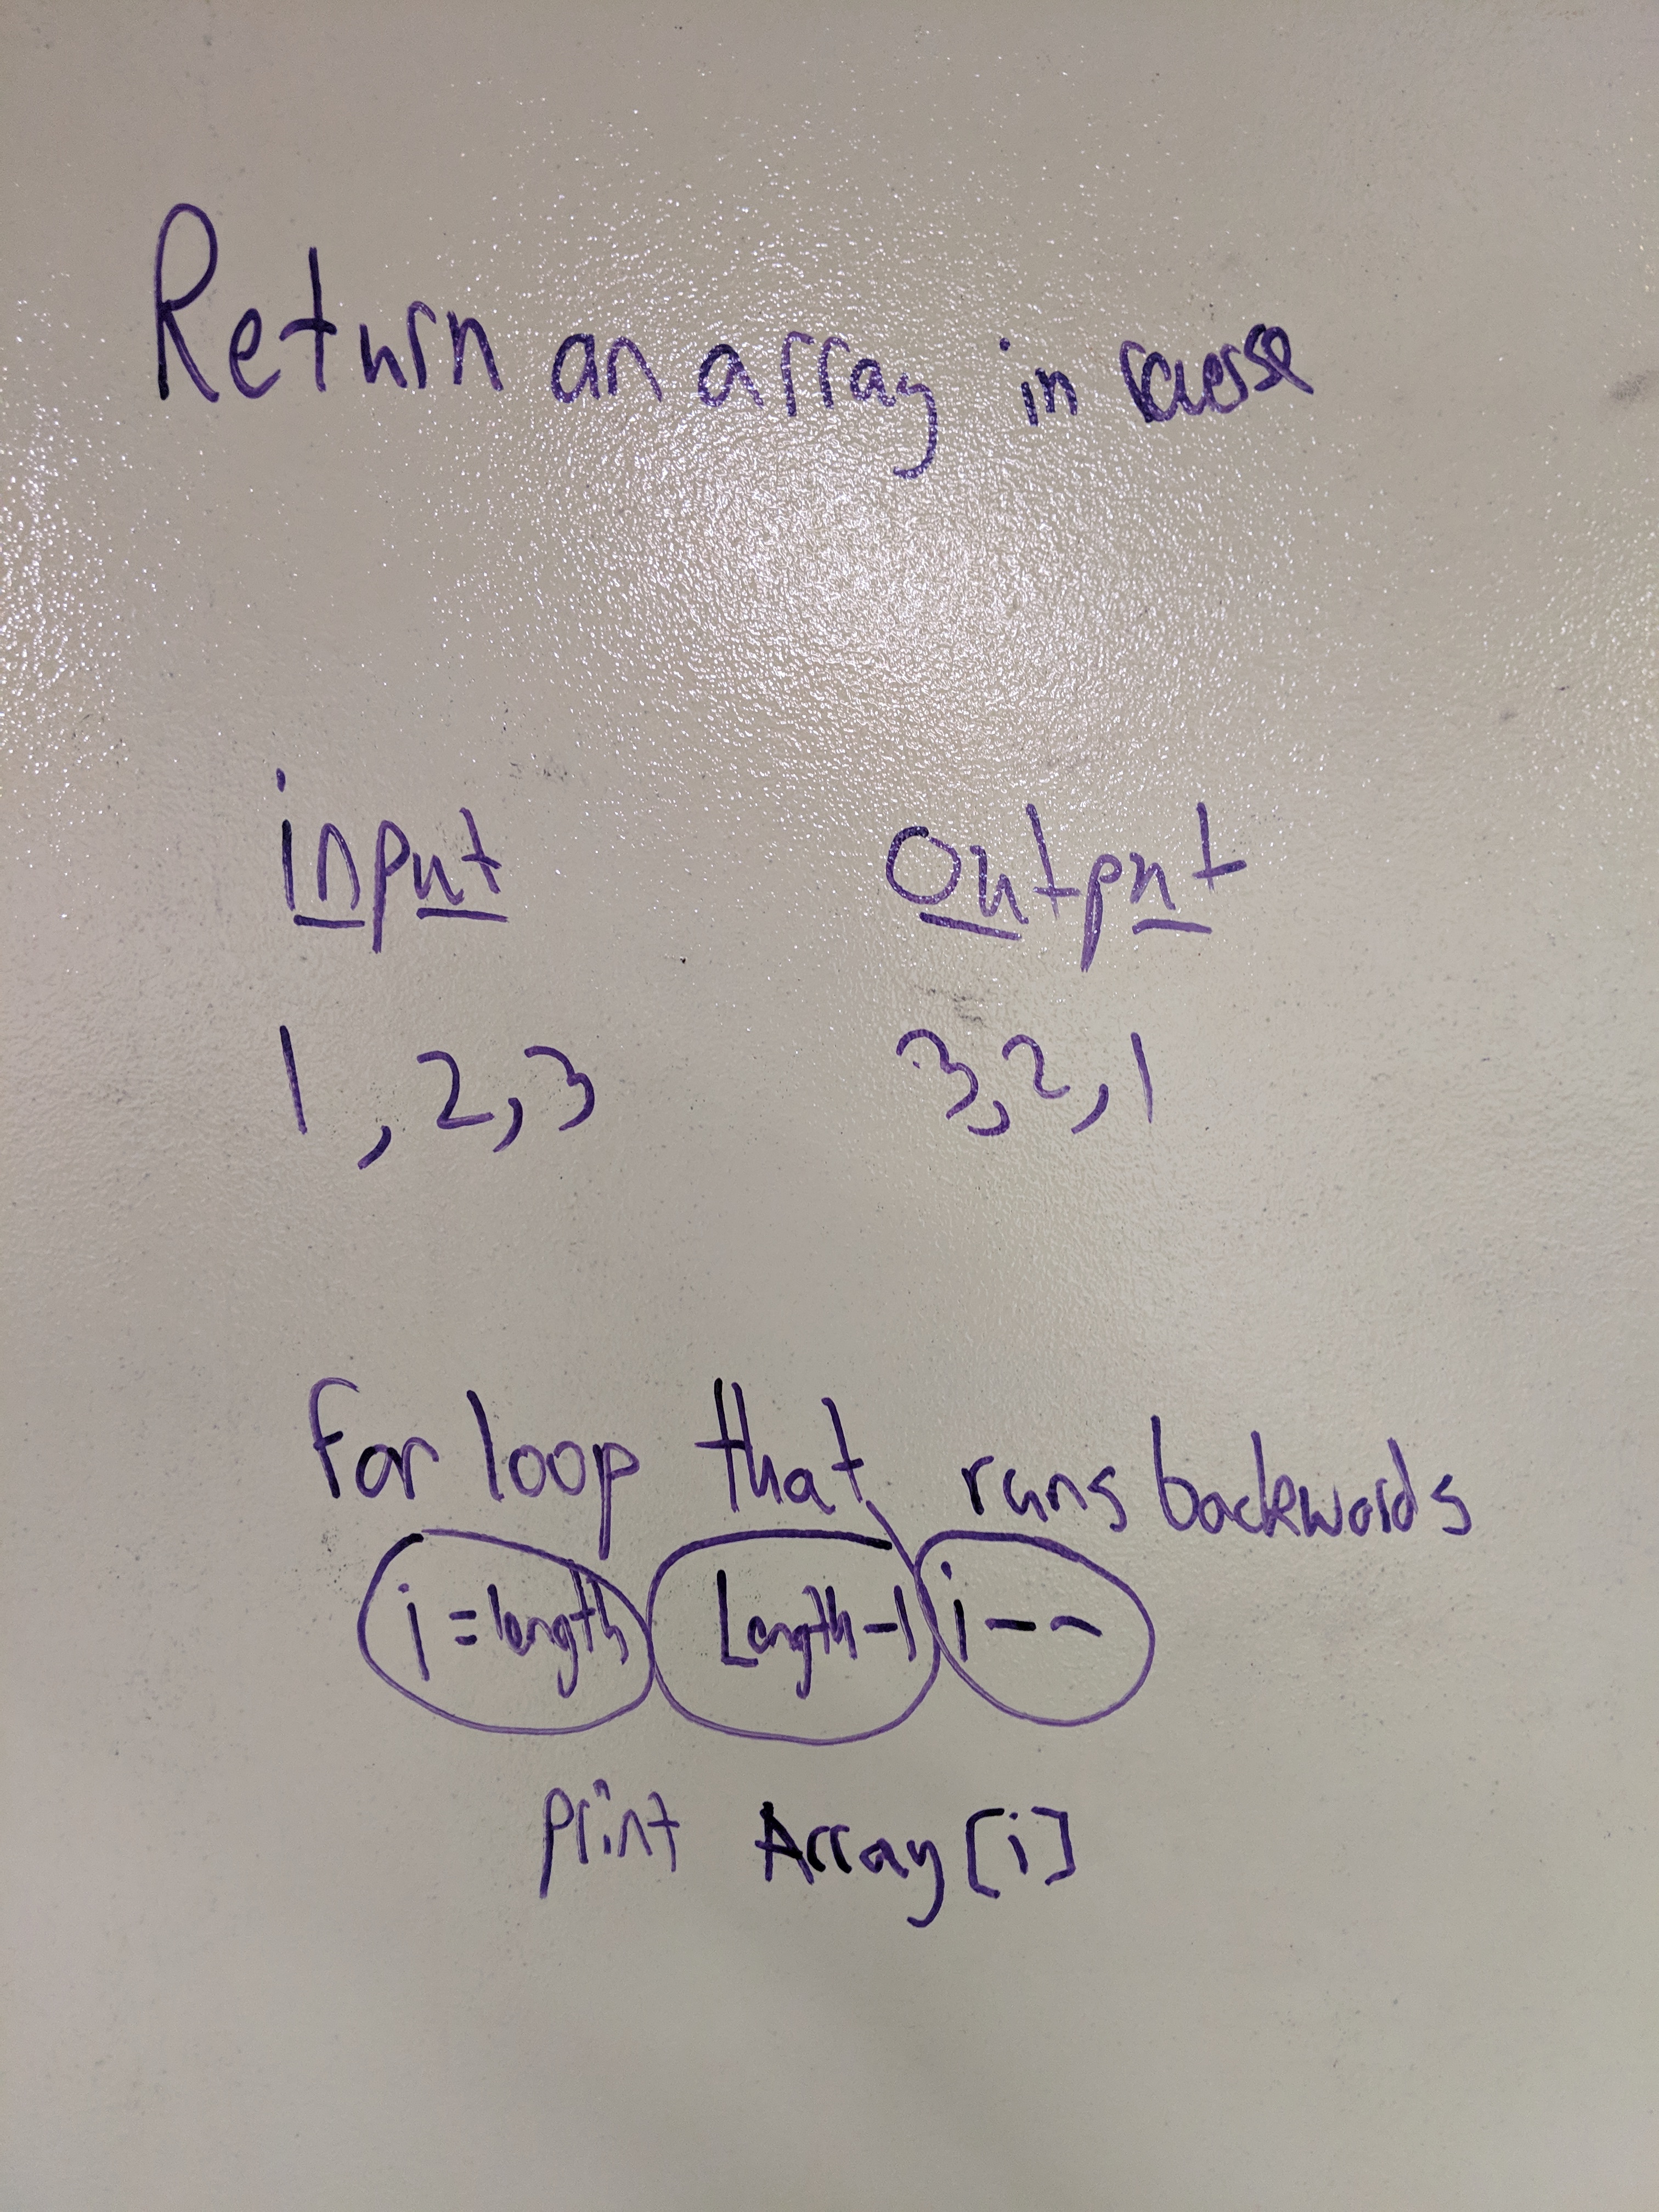 Return an array in reverse
input output
1, 2, 3 3, 2, 1
for loop that runs backwards
i = length Length - 1 i--
print Array [i]